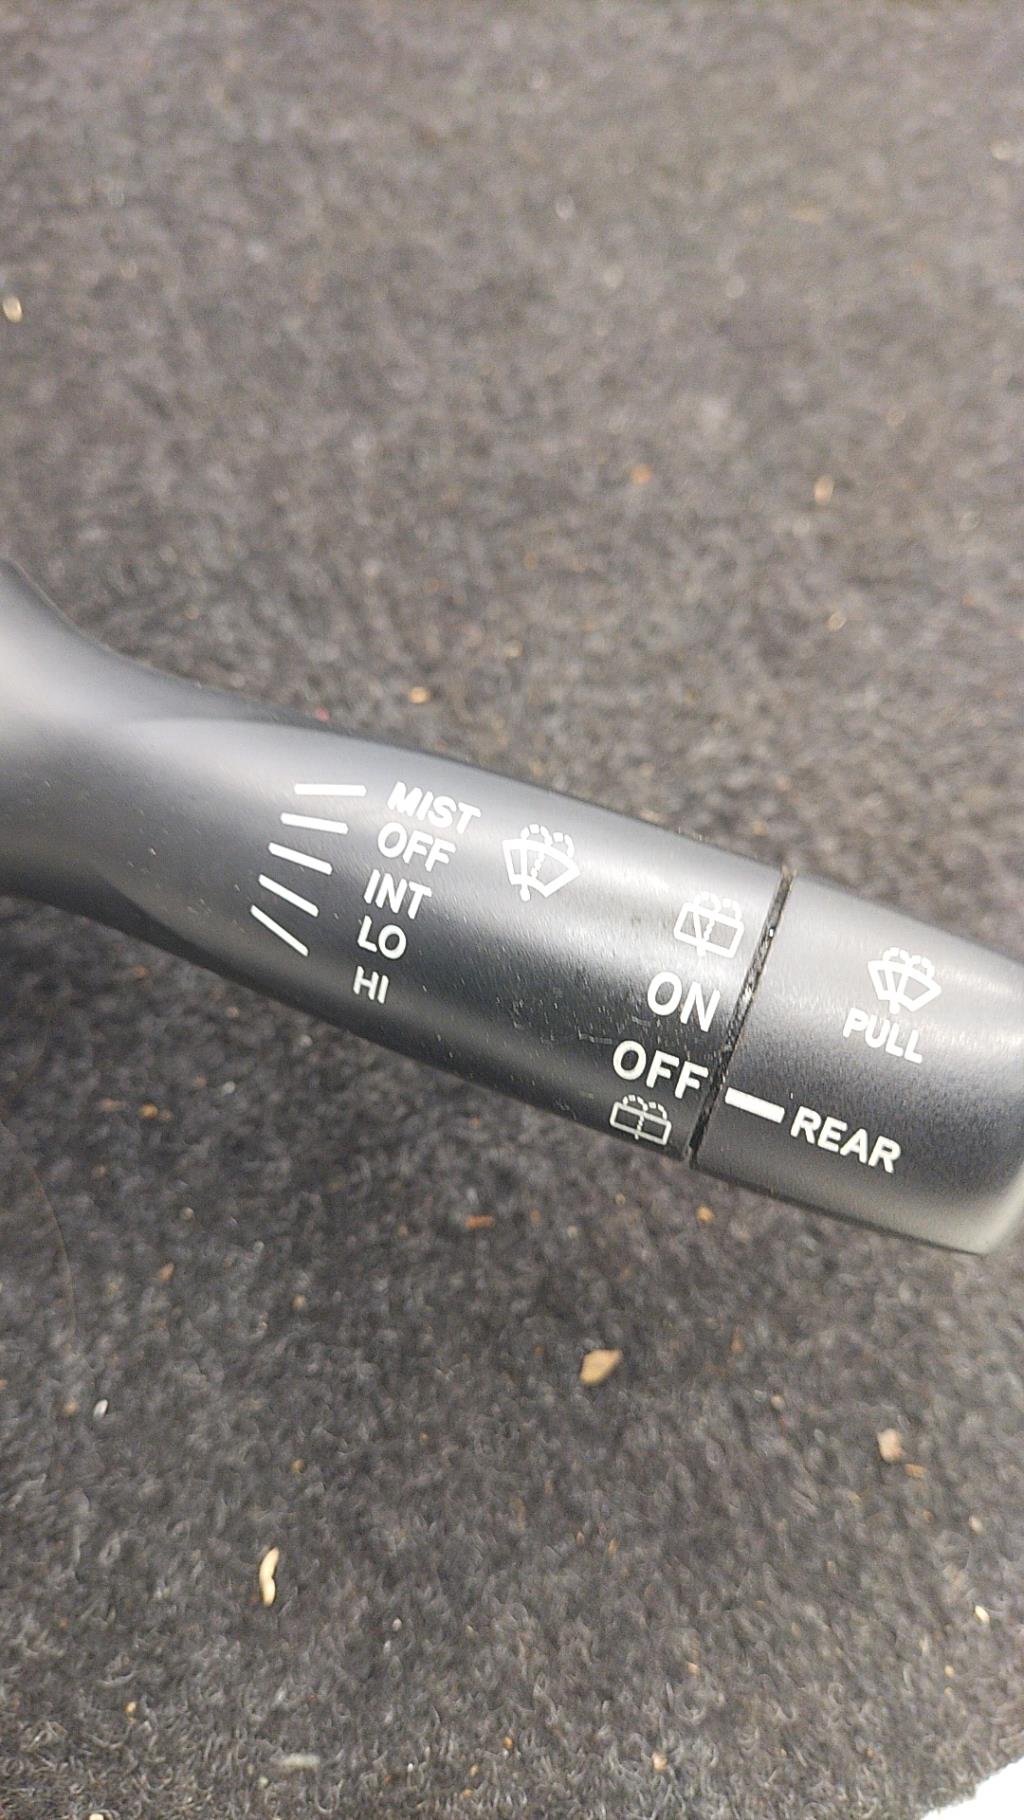 MIST
OFF
INT
LO
HI
ON
OFF
PULL
REAR